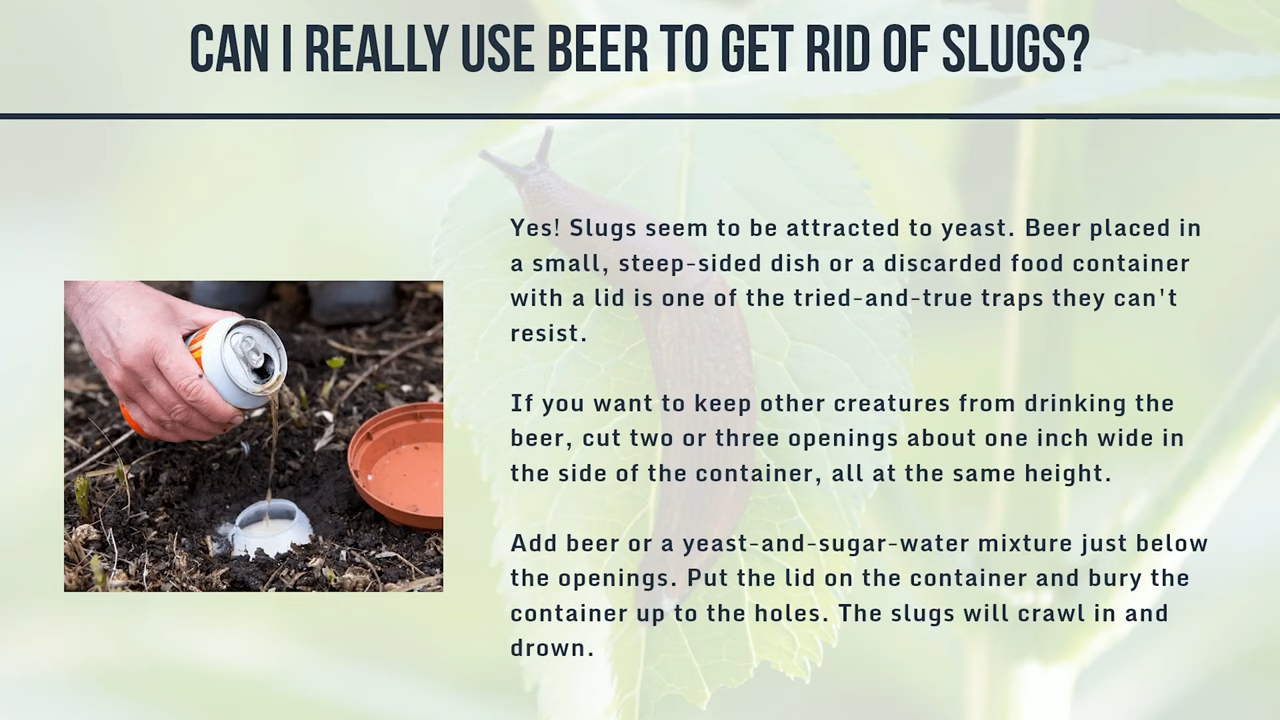 CAN I REALLY USE BEER TO GET RID OF SLUGS?
Yes! Slugs seem to be attracted to yeast. Beer placed in
a small, steep-sided dish or a discarded food container
with a lid is one of the tried-and-true traps they can't
resist.
If you want to keep other creatures from drinking the
beer, cut two or three openings about one inch wide in
the side of the container, all at the same height.
Add beer or a yeast-and-sugar-water mixture just below
the openings. Put the lid on the container and bury the
container up to the holes. The slugs will crawl in and
drown.